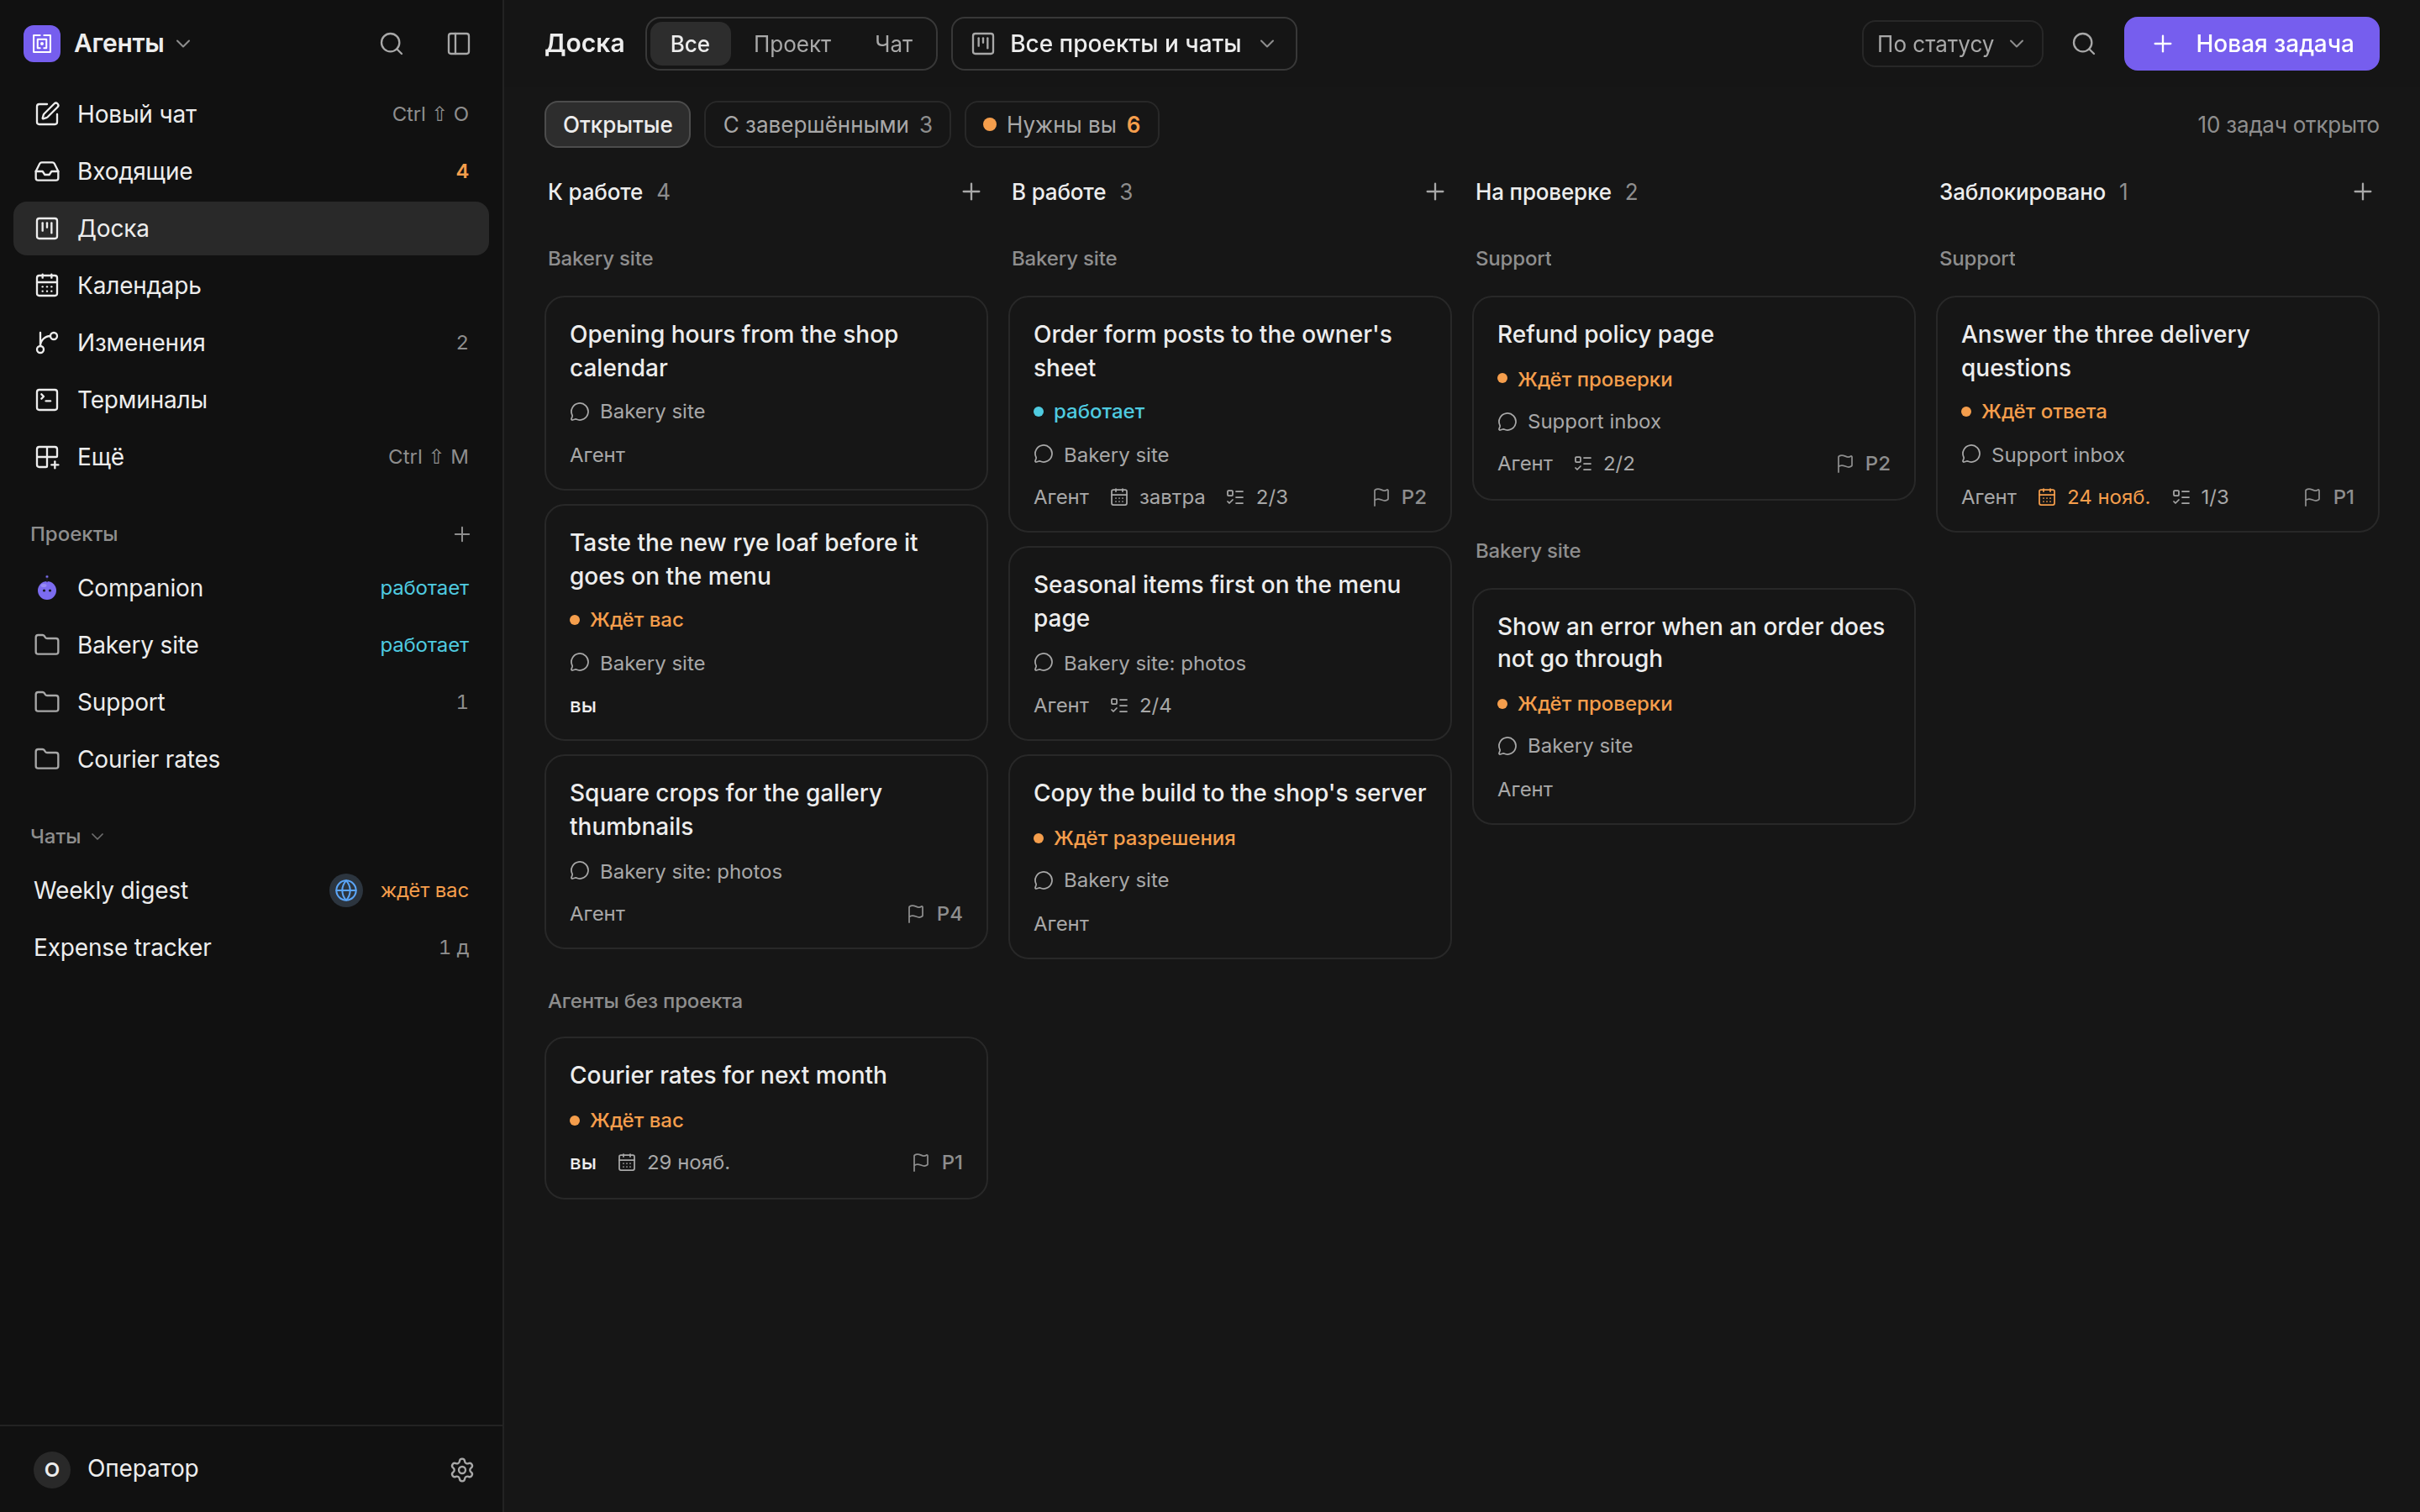 Агенты
Новый чат Ctrl ⇧ O
Входящие 4
Доска
Календарь
Изменения 2
Терминалы
Ещё Ctrl ⇧ M
Проекты
Companion работает
Bakery site работает
Support 1
Courier rates
Чаты
Weekly digest ждёт вас
Expense tracker 1 д
О Оператор
Доска Все Проект Чат Все проекты и чаты По статусу Новая задача
Открытые С завершёнными 3 Нужны вы 6 10 задач открыто
К работе 4
Bakery site
Opening hours from the shop
calendar
Bakery site
Агент
Taste the new rye loaf before it
goes on the menu
Ждёт вас
Bakery site
вы
Square crops for the gallery
thumbnails
Bakery site: photos
Агент P4
Агенты без проекта
Courier rates for next month
Ждёт вас
вы 29 нояб. P1
В работе 3
Bakery site
Order form posts to the owner's
sheet
работает
Bakery site
Агент завтра 2/3 P2
Seasonal items first on the menu
page
Bakery site: photos
Агент 2/4
Copy the build to the shop's server
Ждёт разрешения
Bakery site
Агент
На проверке 2
Support
Refund policy page
Ждёт проверки
Support inbox
Агент 2/2 P2
Bakery site
Show an error when an order does
not go through
Ждёт проверки
Bakery site
Агент
Заблокировано 1
Support
Answer the three delivery
questions
Ждёт ответа
Support inbox
Агент 24 нояб. 1/3 P1